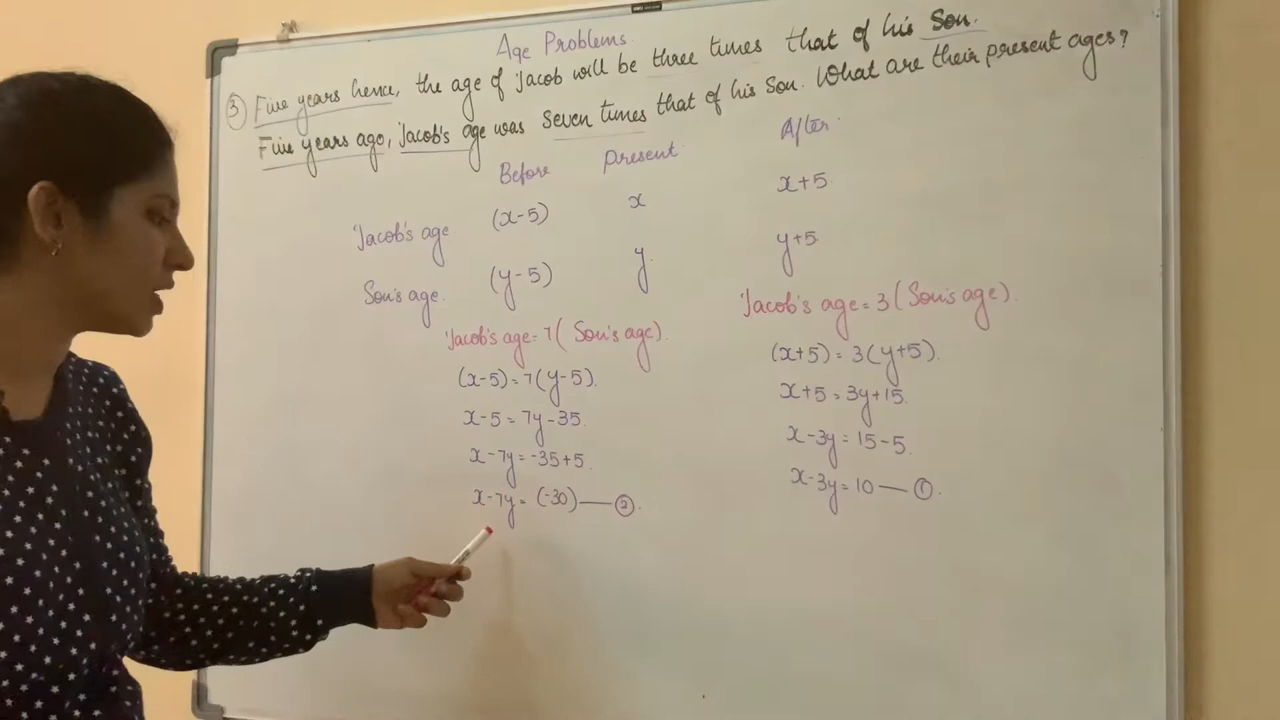 Age Problems.
③ Five years hence, the age of Jacob will be three times that of his Son.
Five years ago, Jacob's age was seven times that of his Son. What are their present ages?
Before Present After
Jacob's age (x-5) x x+5
Son's age. (y-5) y. y+5
Jacob's age = 7( Son's age). Jacob's age = 3 ( Son's age).
(x-5) = 7(y-5). (x+5) = 3(y+5).
x-5 = 7y-35. x+5 = 3y+15.
x-7y = -35+5. x-3y = 15-5.
x-7y = (-30) — ②. x-3y = 10 — ①.